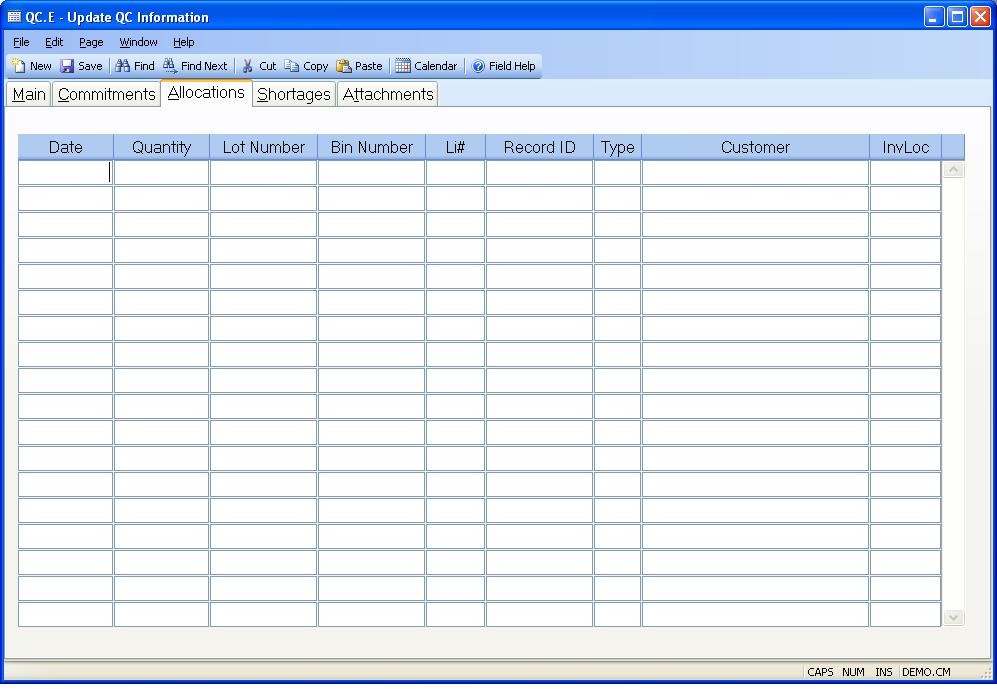 QC.E - Update QC Information
File Edit Page Window Help
New Save Find Find Next Cut Copy Paste Calendar Field Help
Main Commitments Allocations Shortages Attachments
Date Quantity Lot Number Bin Number Li# Record ID Type Customer InvLoc
CAPS NUM INS DEMO.CM